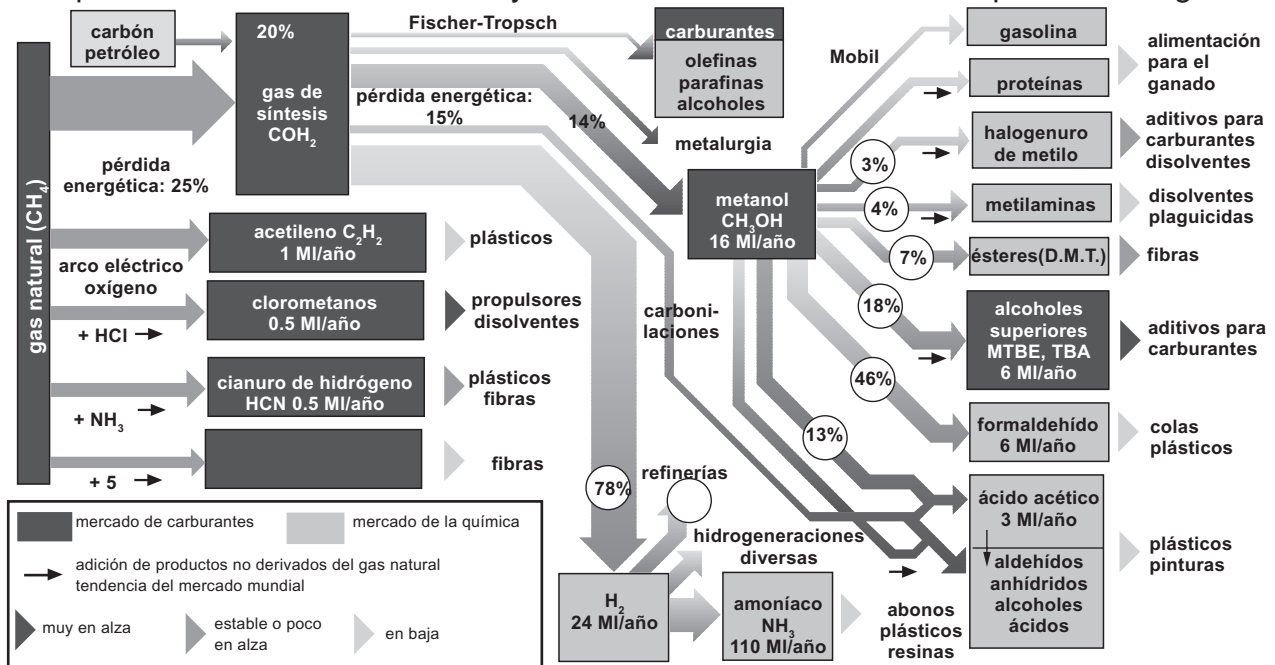 carbón
petróleo
gas natural (CH₄)
20%
gas de
síntesis
COH₂
pérdida
energética: 25%
Fischer-Tropsch
carburantes
olefinas
parafinas
alcoholes
pérdida energética:
15%
14%
metalurgia
Mobil
metanol
CH₃OH
16 Ml/año
gasolina
proteínas
alimentación
para el
ganado
3%
halogenuro
de metilo
aditivos para
carburantes
disolventes
4%
metilaminas
disolventes
plaguicidas
7%
ésteres(D.M.T.)
fibras
18%
alcoholes
superiores
MTBE, TBA
6 Ml/año
aditivos para
carburantes
46%
formaldehído
6 Ml/año
colas
plásticos
13%
ácido acético
3 Ml/año
aldehídos
anhídridos
alcoholes
ácidos
plásticos
pinturas
acetileno C₂H₂
1 Ml/año
plásticos
arco eléctrico
oxígeno
clorometanos
0.5 Ml/año
propulsores
disolventes
+ HCl
cianuro de hidrógeno
HCN 0.5 Ml/año
plásticos
fibras
+ NH₃
fibras
+ 5
carboni-
laciones
78%
refinerías
hidrogeneraciones
diversas
H₂
24 Ml/año
amoníaco
NH₃
110 Ml/año
abonos
plásticos
resinas
mercado de carburantes
mercado de la química
adición de productos no derivados del gas natural
tendencia del mercado mundial
muy en alza
estable o poco
en alza
en baja